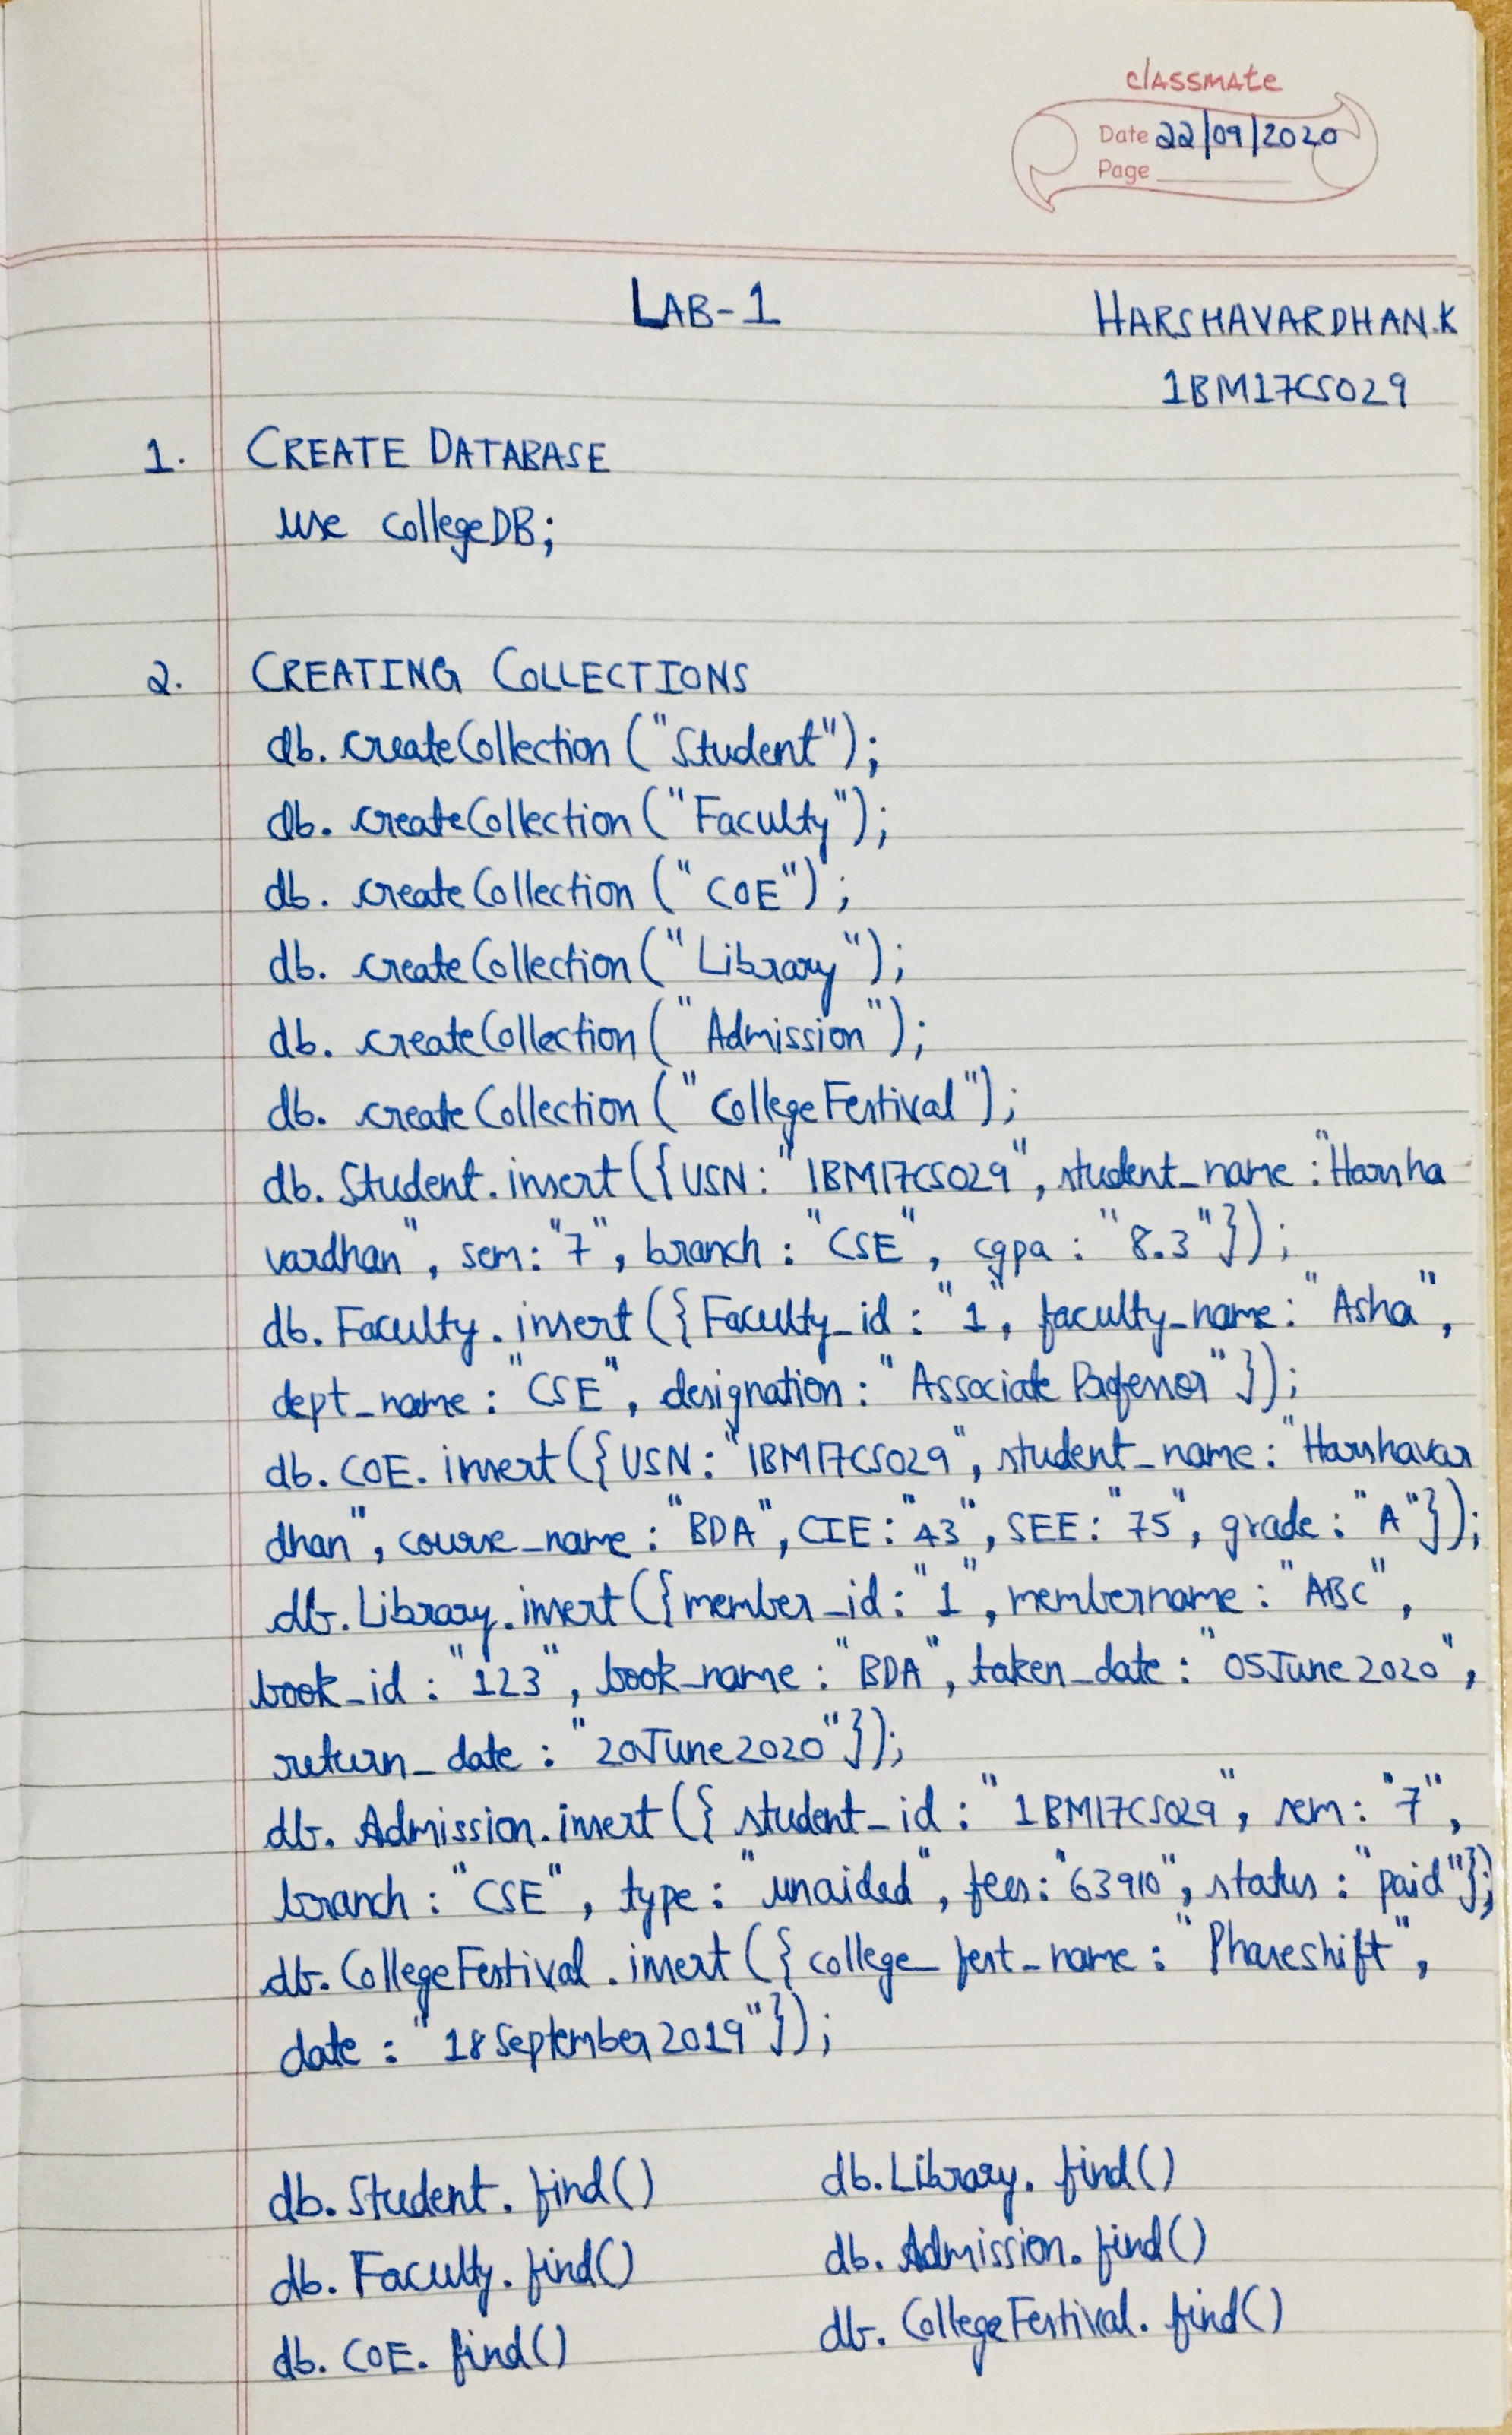 classmate
Date 22/09/2020
Page
LAB-1
HARSHAVARDHAN.K
1BM17CS029
1. CREATE DATABASE
use collegeDB;
2. CREATING COLLECTIONS
db. createCollection ("Student");
db. createCollection ("Faculty");
db. createCollection ("COE");
db. createCollection ("Library");
db. createCollection ("Admission");
db. createCollection ("CollegeFestival");
db. Student. insert ({USN: "1BM17CS029", student_name : "Harsha
vardhan", sem: "7", branch : "CSE", cgpa : "8.3"});
db. Faculty. insert ({Faculty_id : "1", faculty_name: "Asha",
dept_name : "CSE", designation : "Associate Professor"});
db. COE. insert ({USN: "1BM17CS029", student_name : "Harshavar
dhan", course_name : "BDA", CIE: "43", SEE: "75", grade : "A"});
db. Library. insert ({member_id : "1", membername : "ABC",
book_id : "123", book_name : "BDA", taken_date : "05June2020",
return_date : "20June2020"});
db. Admission. insert ({ student_id : "1BM17CS029", sem : "7",
branch : "CSE", type : "unaided", fees: "63910", status : "paid"});
db. CollegeFestival. insert ({ college_fest_name : "Phaseshift",
date : "18September2019"});
db. Student. find() db. Library. find()
db. Faculty. find() db. Admission. find()
db. COE. find() db. CollegeFestival. find()